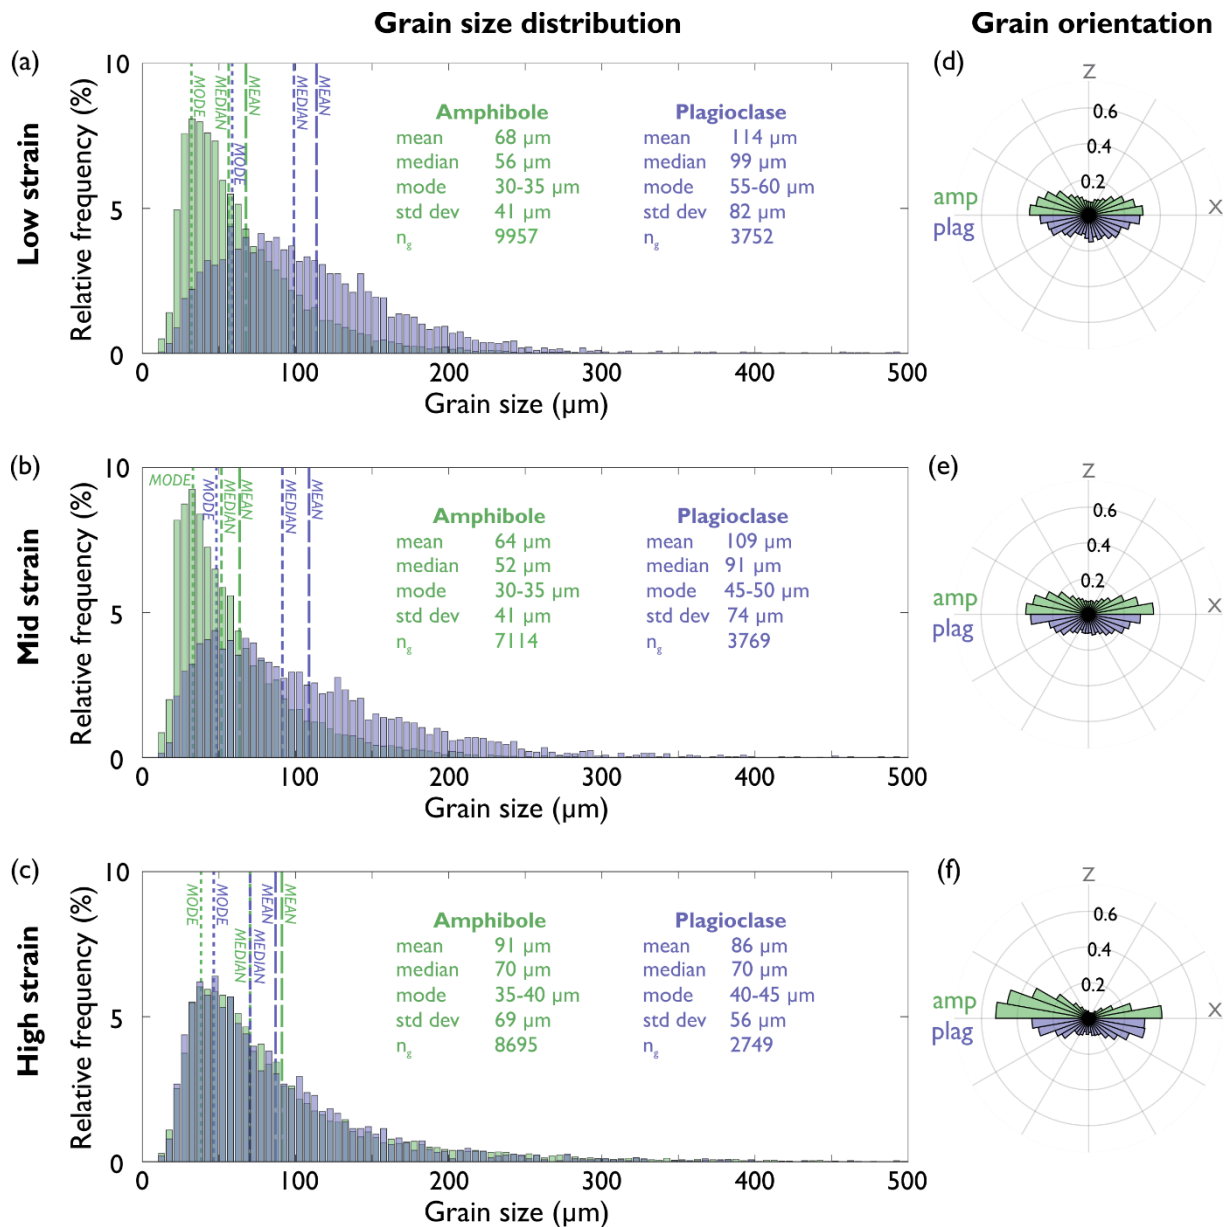 Grain size distribution
Grain orientation
(a)
Low strain
Relative frequency (%)
10
5
0
MODE
MEDIAN
MODE
MEAN
MEDIAN
MEAN
Amphibole
mean 68 µm
median 56 µm
mode 30-35 µm
std dev 41 µm
ng 9957
Plagioclase
114 µm
99 µm
55-60 µm
82 µm
3752
0 100 200 300 400 500
Grain size (µm)
(d)
Z
0.6
0.4
0.2
amp
plag
X
(b)
Mid strain
Relative frequency (%)
10
5
0
MODE
MODE
MEDIAN
MEAN
MEDIAN
MEAN
Amphibole
mean 64 µm
median 52 µm
mode 30-35 µm
std dev 41 µm
ng 7114
Plagioclase
mean 109 µm
median 91 µm
mode 45-50 µm
std dev 74 µm
ng 3769
0 100 200 300 400 500
Grain size (µm)
(e)
Z
0.6
0.4
0.2
amp
plag
X
(c)
High strain
Relative frequency (%)
10
5
0
MODE
MODE
MEDIAN
MEDIAN
MEAN
MEAN
Amphibole
mean 91 µm
median 70 µm
mode 35-40 µm
std dev 69 µm
ng 8695
Plagioclase
mean 86 µm
median 70 µm
mode 40-45 µm
std dev 56 µm
ng 2749
0 100 200 300 400 500
Grain size (µm)
(f)
Z
0.6
0.4
0.2
amp
plag
X